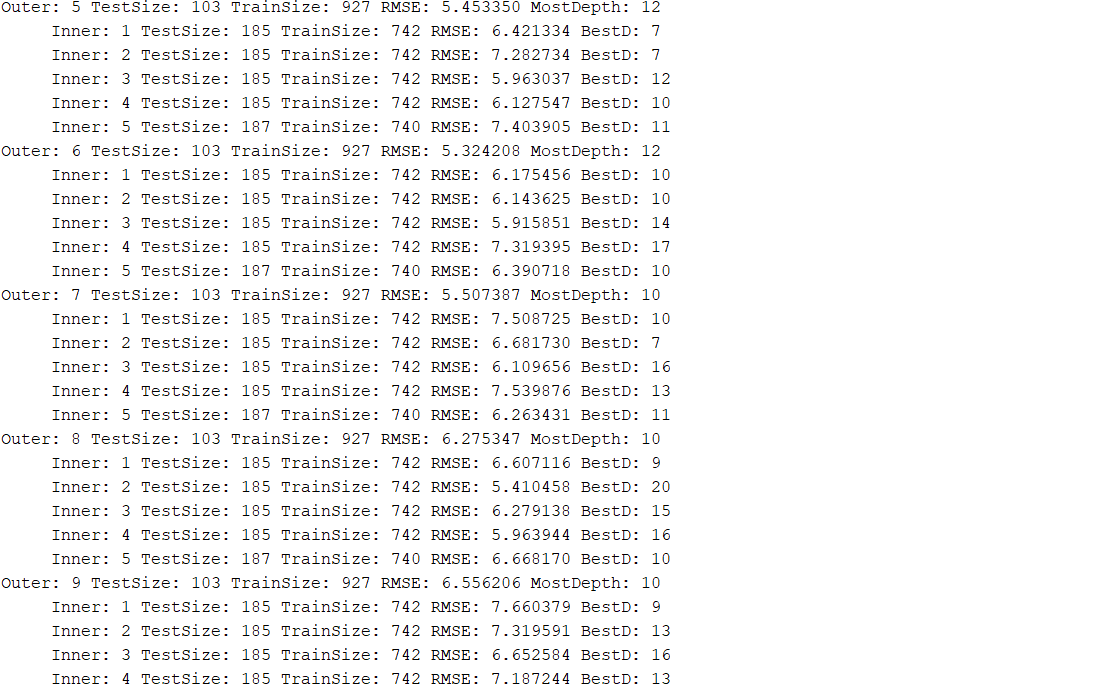 Outer: 5 TestSize: 103 TrainSize: 927 RMSE: 5.453350 MostDepth: 12
Inner: 1 TestSize: 185 TrainSize: 742 RMSE: 6.421334 BestD: 7
Inner: 2 TestSize: 185 TrainSize: 742 RMSE: 7.282734 BestD: 7
Inner: 3 TestSize: 185 TrainSize: 742 RMSE: 5.963037 BestD: 12
Inner: 4 TestSize: 185 TrainSize: 742 RMSE: 6.127547 BestD: 10
Inner: 5 TestSize: 187 TrainSize: 740 RMSE: 7.403905 BestD: 11
Outer: 6 TestSize: 103 TrainSize: 927 RMSE: 5.324208 MostDepth: 12
Inner: 1 TestSize: 185 TrainSize: 742 RMSE: 6.175456 BestD: 10
Inner: 2 TestSize: 185 TrainSize: 742 RMSE: 6.143625 BestD: 10
Inner: 3 TestSize: 185 TrainSize: 742 RMSE: 5.915851 BestD: 14
Inner: 4 TestSize: 185 TrainSize: 742 RMSE: 7.319395 BestD: 17
Inner: 5 TestSize: 187 TrainSize: 740 RMSE: 6.390718 BestD: 10
Outer: 7 TestSize: 103 TrainSize: 927 RMSE: 5.507387 MostDepth: 10
Inner: 1 TestSize: 185 TrainSize: 742 RMSE: 7.508725 BestD: 10
Inner: 2 TestSize: 185 TrainSize: 742 RMSE: 6.681730 BestD: 7
Inner: 3 TestSize: 185 TrainSize: 742 RMSE: 6.109656 BestD: 16
Inner: 4 TestSize: 185 TrainSize: 742 RMSE: 7.539876 BestD: 13
Inner: 5 TestSize: 187 TrainSize: 740 RMSE: 6.263431 BestD: 11
Outer: 8 TestSize: 103 TrainSize: 927 RMSE: 6.275347 MostDepth: 10
Inner: 1 TestSize: 185 TrainSize: 742 RMSE: 6.607116 BestD: 9
Inner: 2 TestSize: 185 TrainSize: 742 RMSE: 5.410458 BestD: 20
Inner: 3 TestSize: 185 TrainSize: 742 RMSE: 6.279138 BestD: 15
Inner: 4 TestSize: 185 TrainSize: 742 RMSE: 5.963944 BestD: 16
Inner: 5 TestSize: 187 TrainSize: 740 RMSE: 6.668170 BestD: 10
Outer: 9 TestSize: 103 TrainSize: 927 RMSE: 6.556206 MostDepth: 10
Inner: 1 TestSize: 185 TrainSize: 742 RMSE: 7.660379 BestD: 9
Inner: 2 TestSize: 185 TrainSize: 742 RMSE: 7.319591 BestD: 13
Inner: 3 TestSize: 185 TrainSize: 742 RMSE: 6.652584 BestD: 16
Inner: 4 TestSize: 185 TrainSize: 742 RMSE: 7.187244 BestD: 13